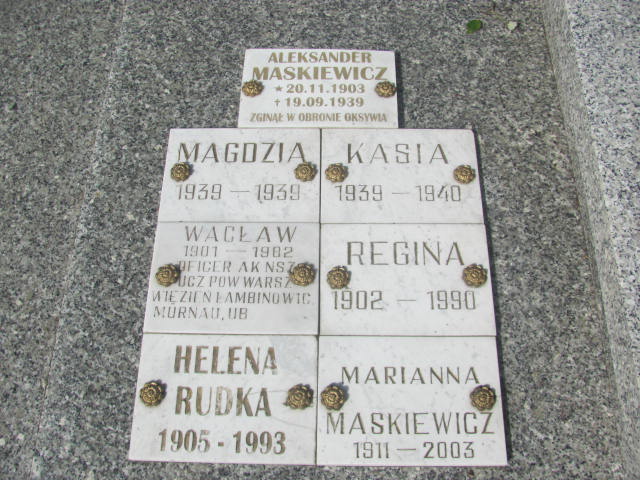 ALEKSANDER
MASKIEWICZ
* 20.11.1903
† 19.09.1939
ZGINĄŁ W OBRONIE OKSYWIA
MAGDZIA
1939 — 1939
KASIA
1939 — 1940
WACŁAW
1901 — 1982
OFICER AK NSZ
UCZ POW WARSZ
WIĘZIEŃ ŁAMBINOWIC
MURNAU, UB
REGINA
1902 — 1990
HELENA
RUDKA
1905 - 1993
MARIANNA
MASKIEWICZ
1911 — 2003